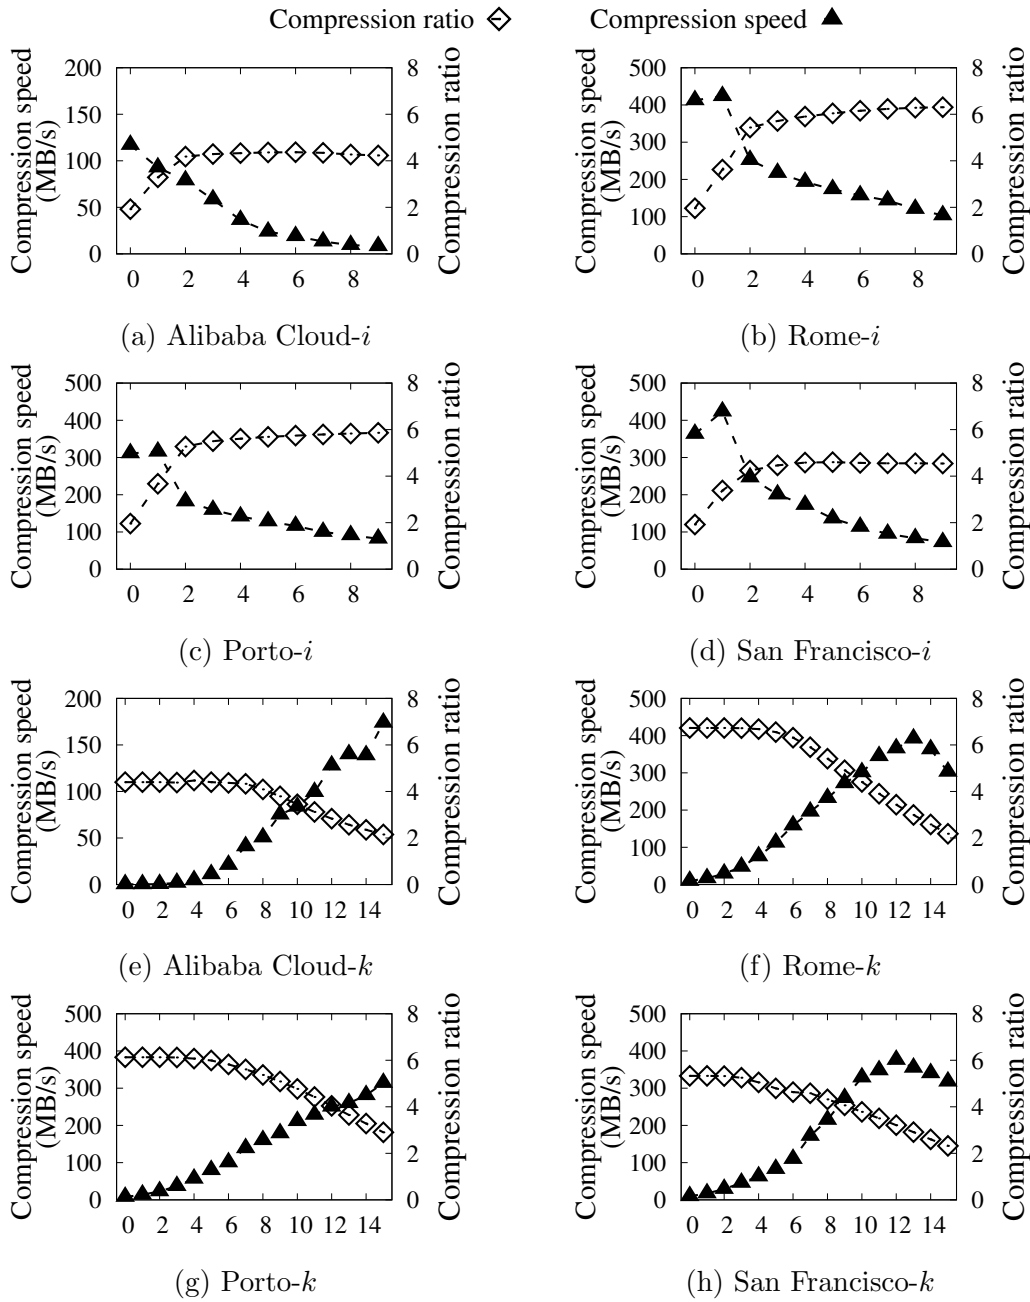 Compression ratio
Compression speed
Compression speed
(MB/s)
200
150
100
50
0
8
6
4
2
0
Compression ratio
0 2 4 6 8
(a) Alibaba Cloud-i
Compression speed
(MB/s)
500
400
300
200
100
0
8
6
4
2
0
Compression ratio
0 2 4 6 8
(b) Rome-i
Compression speed
(MB/s)
500
400
300
200
100
0
8
6
4
2
0
Compression ratio
0 2 4 6 8
(c) Porto-i
Compression speed
(MB/s)
500
400
300
200
100
0
8
6
4
2
0
Compression ratio
0 2 4 6 8
(d) San Francisco-i
Compression speed
(MB/s)
200
150
100
50
0
8
6
4
2
0
Compression ratio
0 2 4 6 8 10 12 14
(e) Alibaba Cloud-k
Compression speed
(MB/s)
500
400
300
200
100
0
8
6
4
2
0
Compression ratio
0 2 4 6 8 10 12 14
(f) Rome-k
Compression speed
(MB/s)
500
400
300
200
100
0
8
6
4
2
0
Compression ratio
0 2 4 6 8 10 12 14
(g) Porto-k
Compression speed
(MB/s)
500
400
300
200
100
0
8
6
4
2
0
Compression ratio
0 2 4 6 8 10 12 14
(h) San Francisco-k